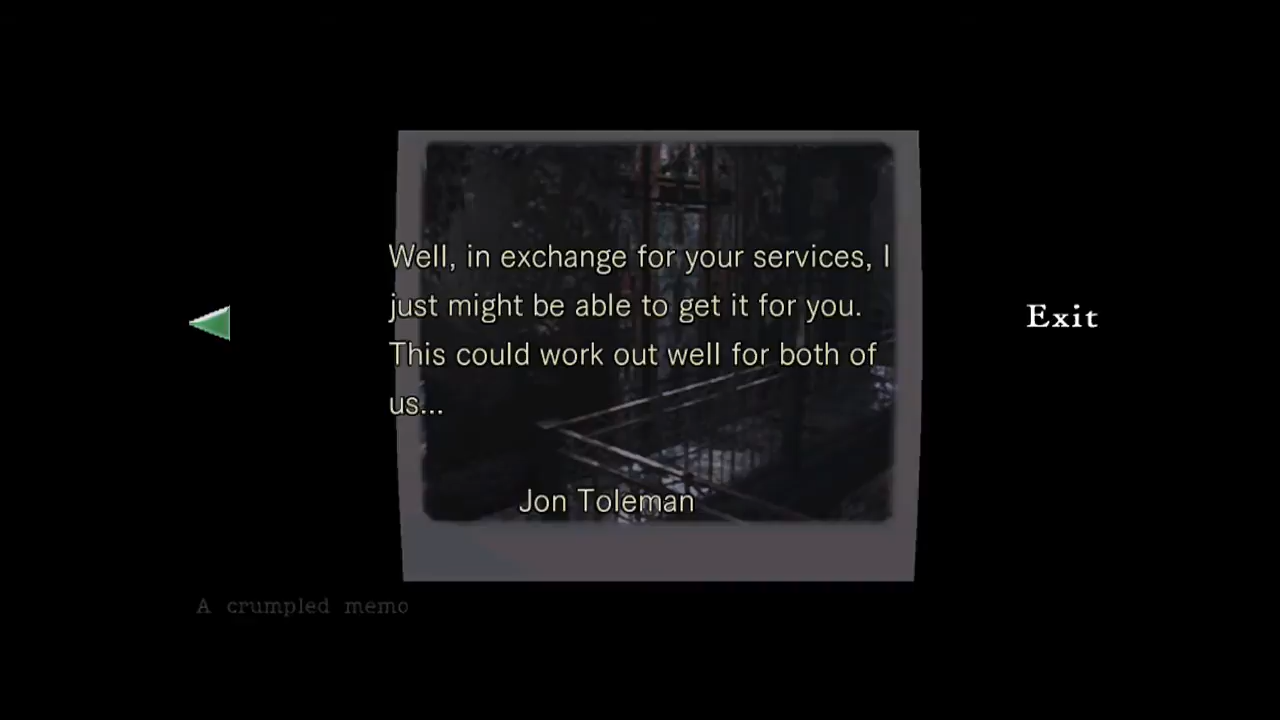 Well, in exchange for your services, I
just might be able to get it for you.
This could work out well for both of
us...
Jon Toleman
Exit
A crumpled memo